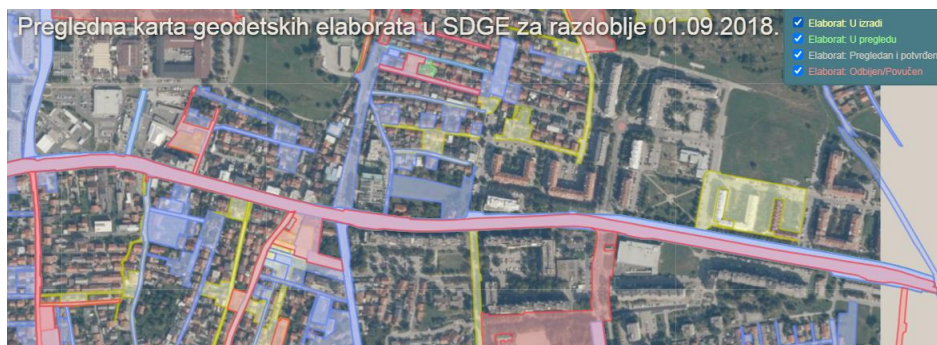 Pregledna karta geodetskih elaborata u SDGE za razdoblje 01.09.2018.
Elaborat: U izradi
Elaborat: U pregledu
Elaborat: Pregledan i potvrđen
Elaborat: Odbijen/Povučen